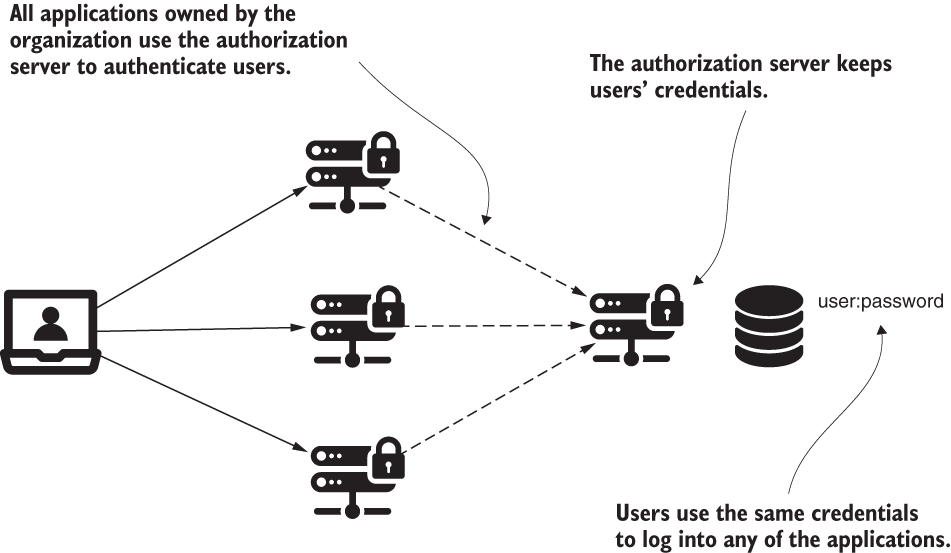 All applications owned by the
organization use the authorization
server to authenticate users.
The authorization server keeps
users’ credentials.
user:password
Users use the same credentials
to log into any of the applications.